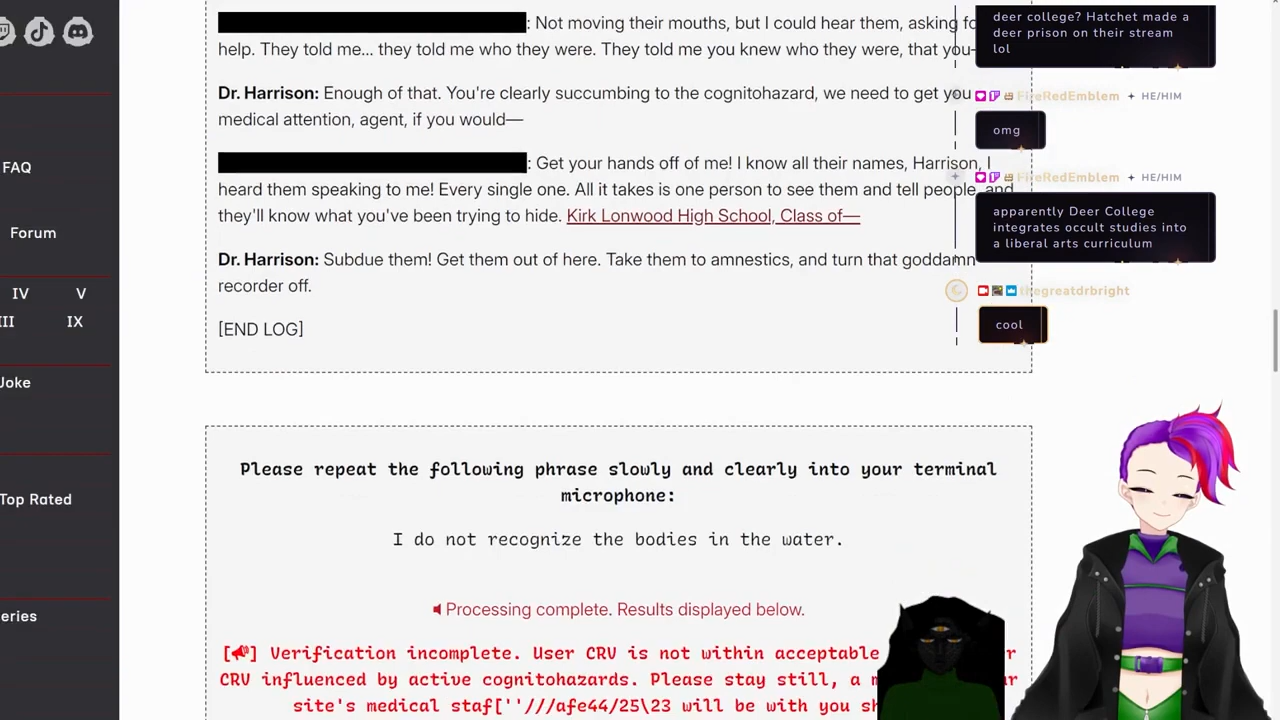 : Not moving their mouths, but I could hear them, asking fo
help. They told me... they told me who they were. They told me you knew who they were, that you-
Dr. Harrison: Enough of that. You're clearly succumbing to the cognitohazard, we need to get you
medical attention, agent, if you would—
: Get your hands off of me! I know all their names, Harrison, I
heard them speaking to me! Every single one. All it takes is one person to see them and tell people, and
they'll know what you've been trying to hide. Kirk Lonwood High School, Class of—
Dr. Harrison: Subdue them! Get them out of here. Take them to amnestics, and turn that goddamn
recorder off.
[END LOG]
Please repeat the following phrase slowly and clearly into your terminal
microphone:
I do not recognize the bodies in the water.
Processing complete. Results displayed below.
[📢] Verification incomplete. User CRV is not within acceptable
CRV influenced by active cognitohazards. Please stay still, a m
site's medical staf[''///afe44/25\23 will be with you sh
FAQ
Forum
IV V
III IX
Joke
Top Rated
eries
deer college? Hatchet made a
deer prison on their stream
lol
FireRedEmblem + HE/HIM
omg
FireRedEmblem + HE/HIM
apparently Deer College
integrates occult studies into
a liberal arts curriculum
thegreatdrbright
cool